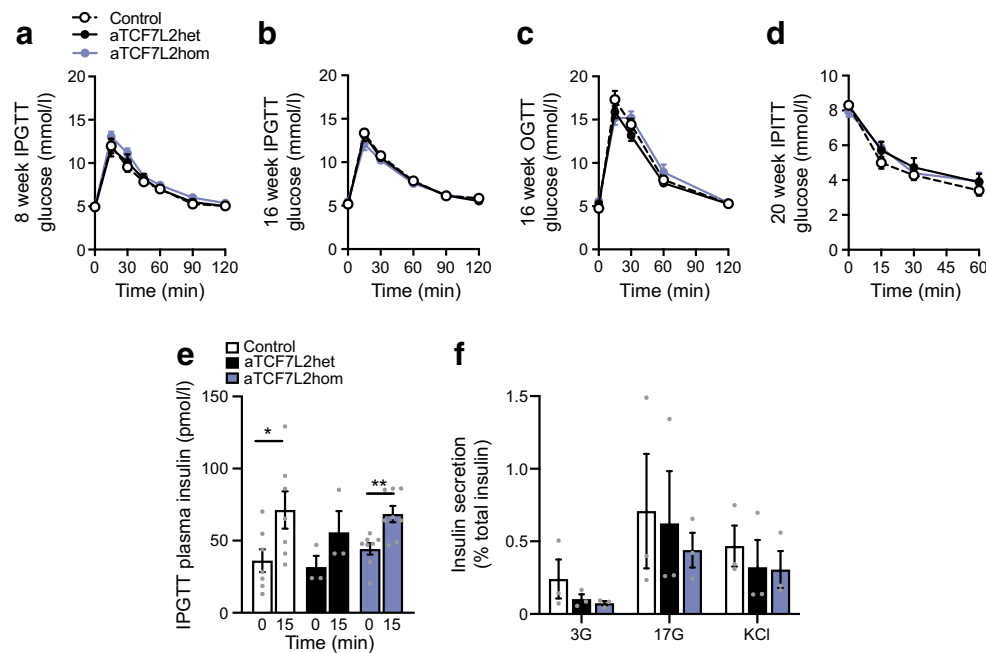 Control
aTCF7L2het
aTCF7L2hom
a
8 week IPGTT
glucose (mmol/l)
20
15
10
5
0
0 30 60 90 120
Time (min)
b
16 week IPGTT
glucose (mmol/l)
20
15
10
5
0
0 30 60 90 120
Time (min)
c
16 week OGTT
glucose (mmol/l)
20
15
10
5
0
0 30 60 90 120
Time (min)
d
20 week IPITT
glucose (mmol/l)
10
8
6
4
2
0
0 15 30 45 60
Time (min)
e
Control
aTCF7L2het
aTCF7L2hom
IPGTT plasma insulin (pmol/l)
150
100
50
0
*
**
0 15 0 15 0 15
Time (min)
f
Insulin secretion
(% total insulin)
1.5
1.0
0.5
0
3G 17G KCl